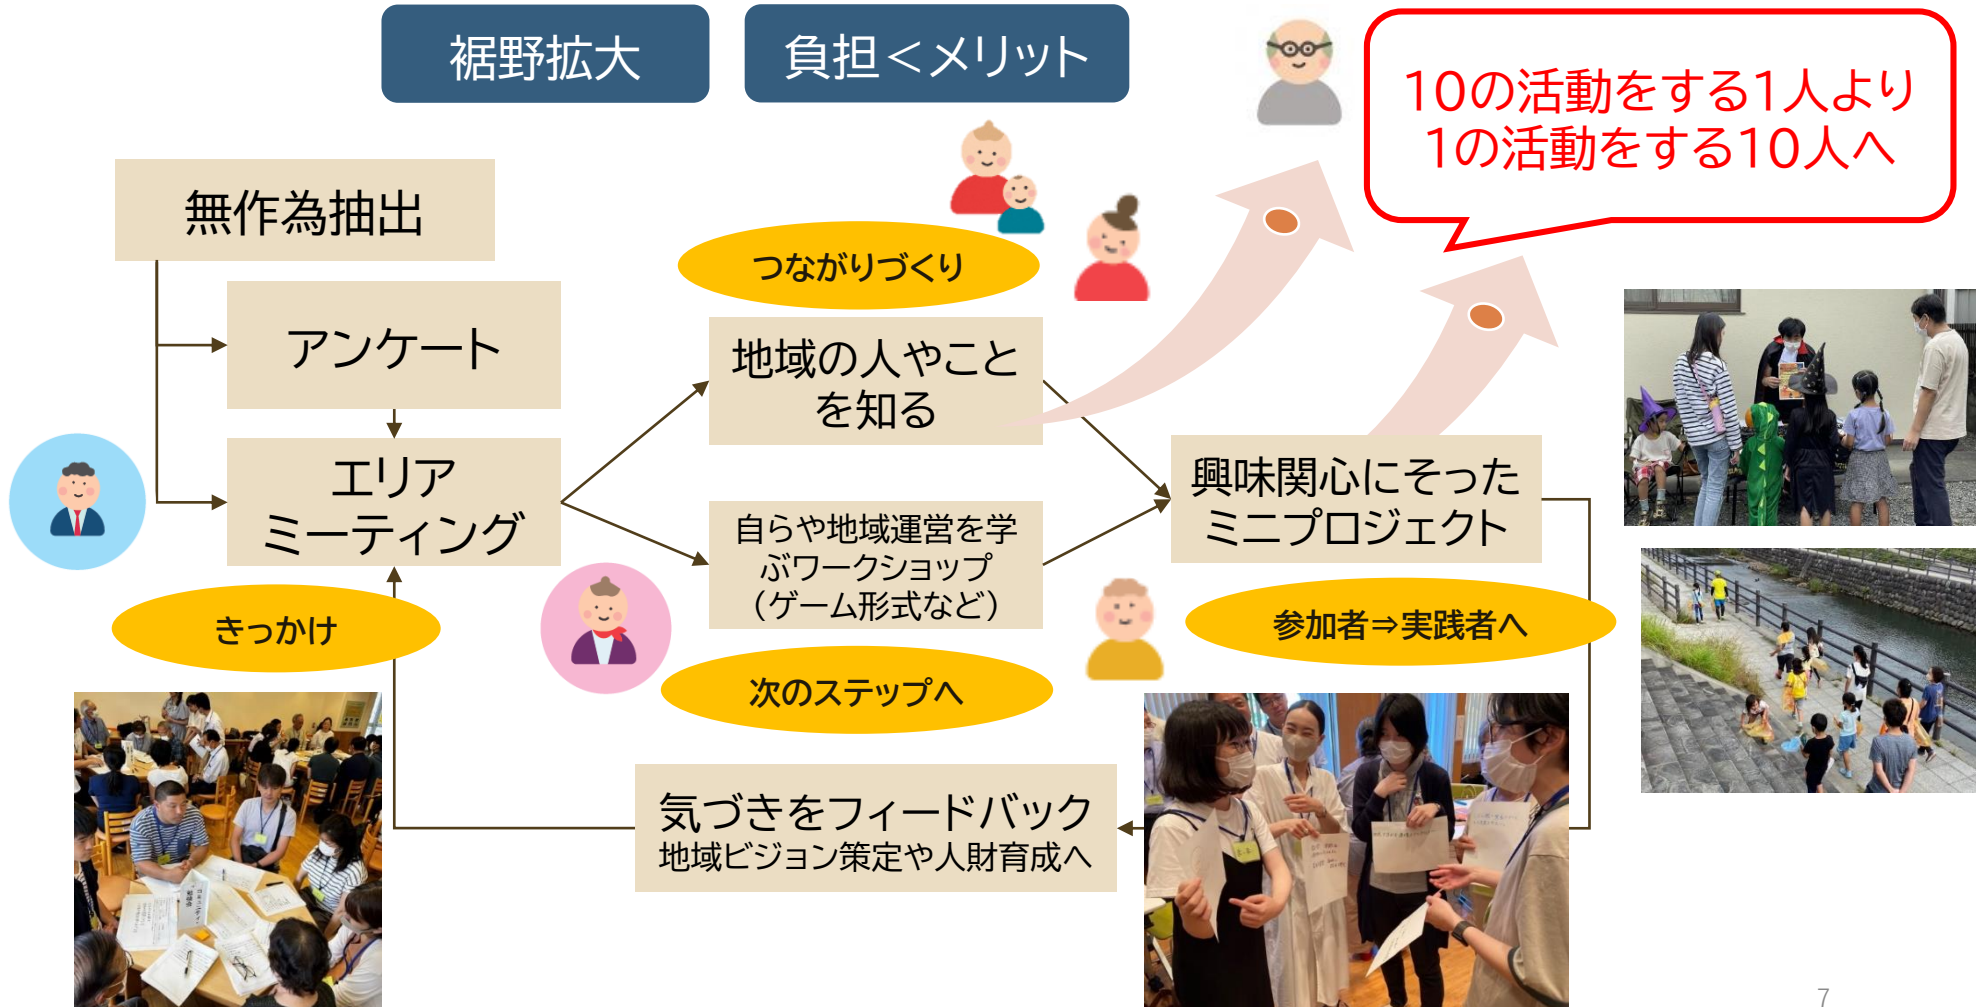 裾野拡大
負担＜メリット
10の活動をする1人より
1の活動をする10人へ
無作為抽出
アンケート
エリア
ミーティング
きっかけ
つながりづくり
地域の人やこと
を知る
自らや地域運営を学
ぶワークショップ
（ゲーム形式など）
次のステップへ
興味関心にそった
ミニプロジェクト
参加者⇒実践者へ
気づきをフィードバック
地域ビジョン策定や人財育成へ
7